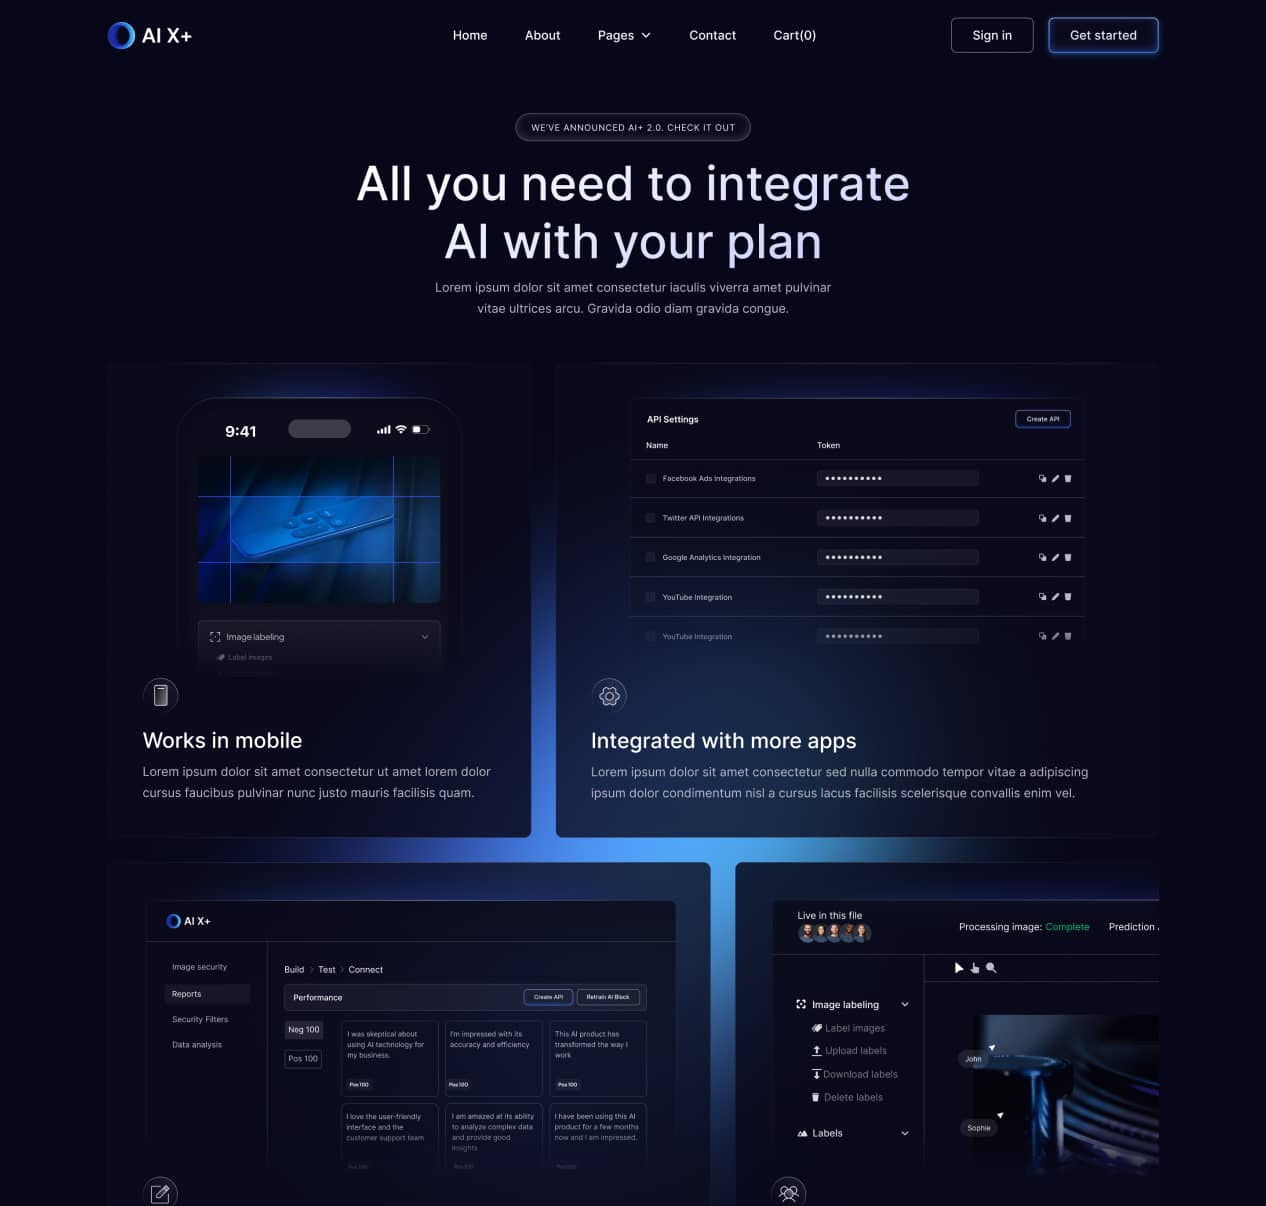 AI X+
Home
About
Pages
Contact
Cart(0)
Sign in
Get started
WE'VE ANNOUNCED AI+ 2.0. CHECK IT OUT
All you need to integrate
AI with your plan
Lorem ipsum dolor sit amet consectetur iaculis viverra amet pulvinar
vitae ultrices arcu. Gravida odio diam gravida congue.
9:41
Image labeling
Label images
Works in mobile
Lorem ipsum dolor sit amet consectetur ut amet lorem dolor
cursus faucibus pulvinar nunc justo mauris facilisis quam.
API Settings
Create API
Name
Token
Facebook Ads Integrations
Twitter API Integrations
Google Analytics Integration
YouTube Integration
YouTube Integration
Integrated with more apps
Lorem ipsum dolor sit amet consectetur sed nulla commodo tempor vitae a adipiscing
ipsum dolor condimentum nisl a cursus lacus facilisis scelerisque convallis enim vel.
AI X+
Image security
Reports
Security Filters
Data analysis
Build > Test > Connect
Performance
Create API
Retrain AI Block
Neg 100
Pos 100
I was skeptical about
using AI technology for
my business.
Pos 100
I'm impressed with its
accuracy and efficiency
Pos 100
This AI product has
transformed the way I
work
Pos 100
I love the user-friendly
interface and the
customer support team
Pos 100
I am amazed at its ability
to analyze complex data
and provide good
insights
Pos 100
I have been using this AI
product for a few months
now and I am impressed.
Pos 100
Live in this file
Processing image: Complete
Prediction
Image labeling
Label images
Upload labels
Download labels
Delete labels
Labels
John
Sophie